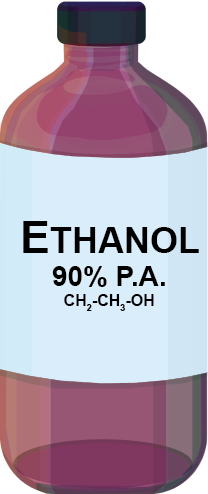 ETHANOL
90% P.A.
CH₂-CH₃-OH